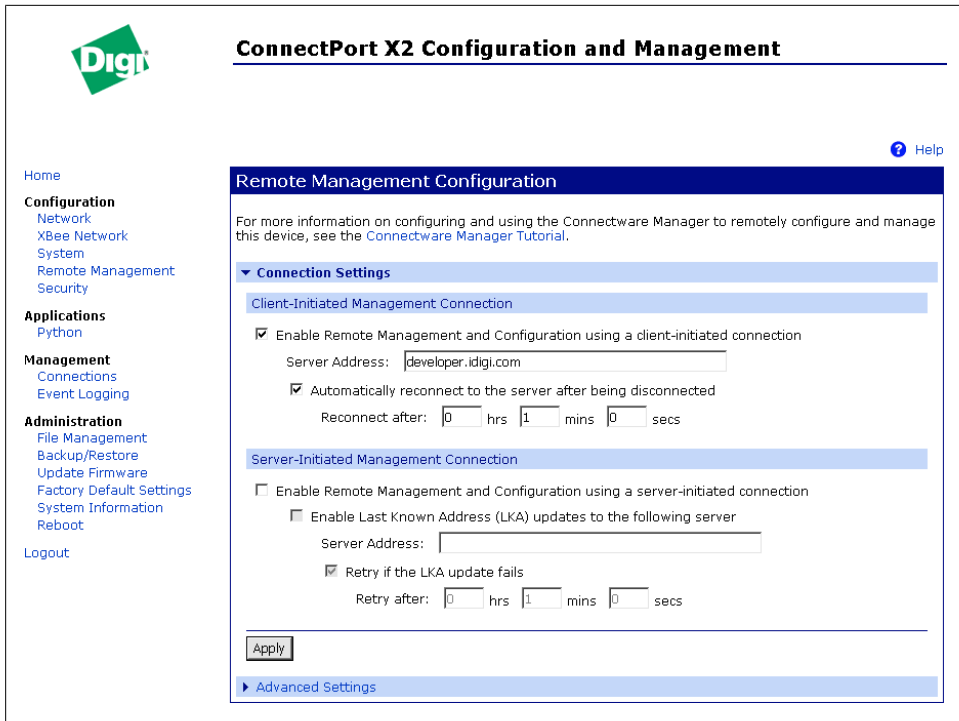 Digi
ConnectPort X2 Configuration and Management
? Help
Home
Configuration
Network
XBee Network
System
Remote Management
Security
Applications
Python
Management
Connections
Event Logging
Administration
File Management
Backup/Restore
Update Firmware
Factory Default Settings
System Information
Reboot
Logout
Remote Management Configuration
For more information on configuring and using the Connectware Manager to remotely configure and manage
this device, see the Connectware Manager Tutorial.
Connection Settings
Client-Initiated Management Connection
Enable Remote Management and Configuration using a client-initiated connection
Server Address: developer.idigi.com
Automatically reconnect to the server after being disconnected
Reconnect after: 0 hrs 1 mins 0 secs
Server-Initiated Management Connection
Enable Remote Management and Configuration using a server-initiated connection
Enable Last Known Address (LKA) updates to the following server
Server Address:
Retry if the LKA update fails
Retry after: 0 hrs 1 mins 0 secs
Apply
Advanced Settings